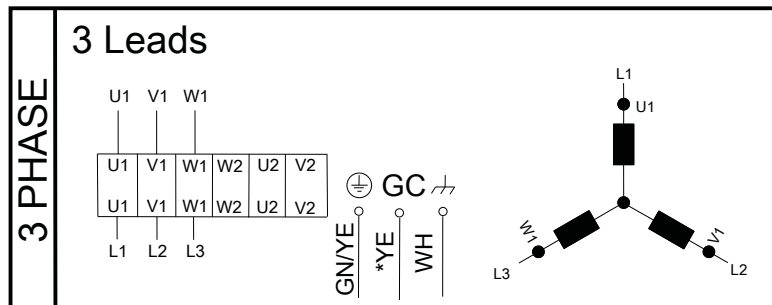 3 PHASE
3 Leads
U1 V1 W1
U1 V1 W1 W2 U2 V2
U1 V1 W1 W2 U2 V2
L1 L2 L3
GC
GN/YE
*YE
WH
L1
U1
W1
V1
L3
L2